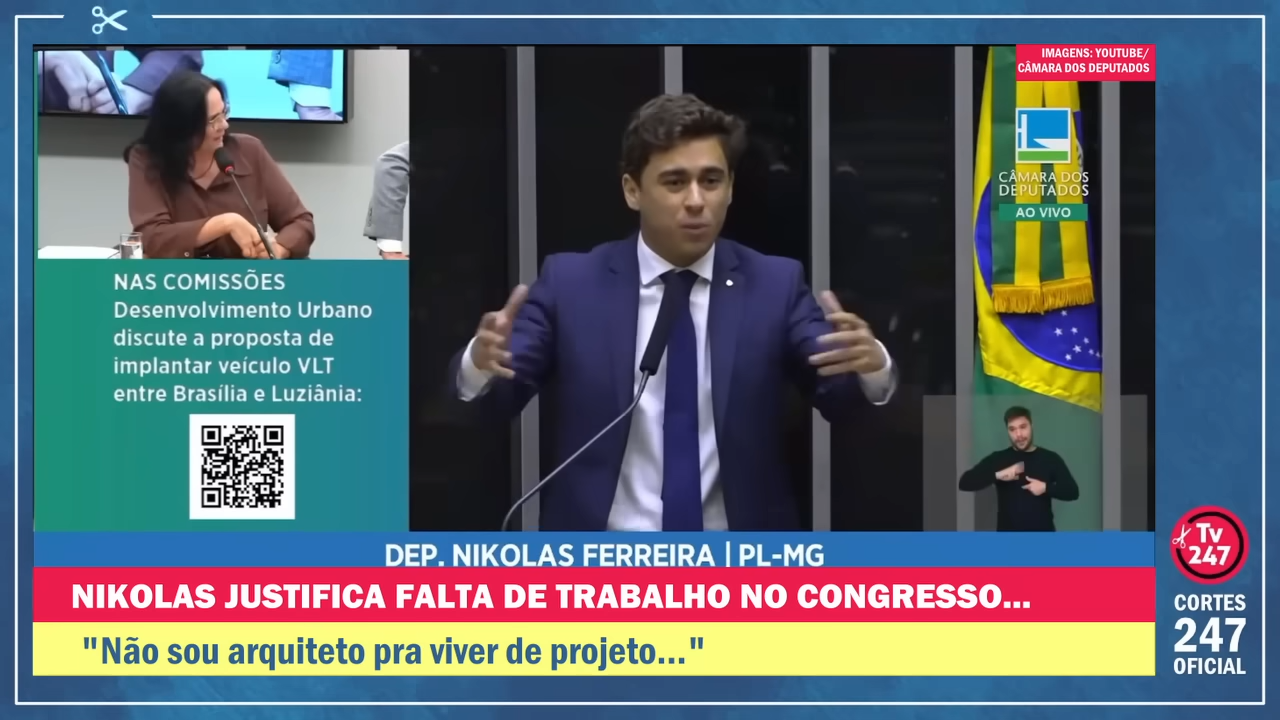 IMAGENS: YOUTUBE/
CÂMARA DOS DEPUTADOS
CÂMARA DOS
DEPUTADOS
AO VIVO
NAS COMISSÕES
Desenvolvimento Urbano
discute a proposta de
implantar veículo VLT
entre Brasília e Luziânia:
DEP. NIKOLAS FERREIRA | PL-MG
NIKOLAS JUSTIFICA FALTA DE TRABALHO NO CONGRESSO...
"Não sou arquiteto pra viver de projeto..."
Tv
247
CORTES
247
OFICIAL